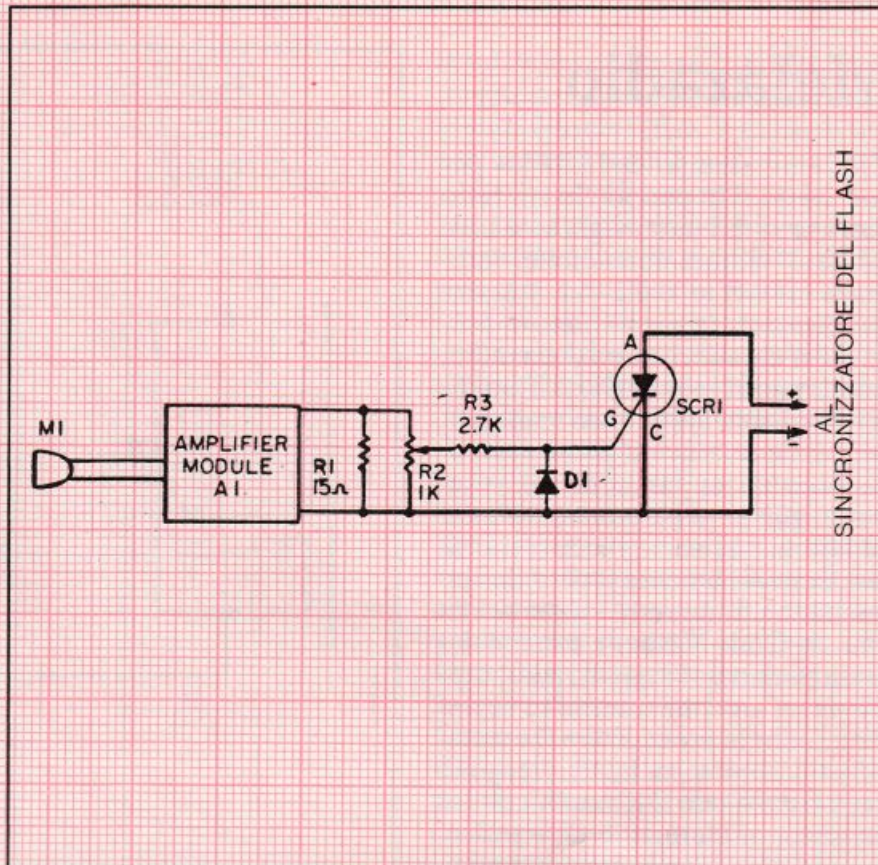 M1
AMPLIFIER
MODULE
A1
R1
15Ω
R2
1K
R3
2.7K
D1
A
G
C
SCR1
+
-
AL
SINCRONIZZATORE DEL FLASH